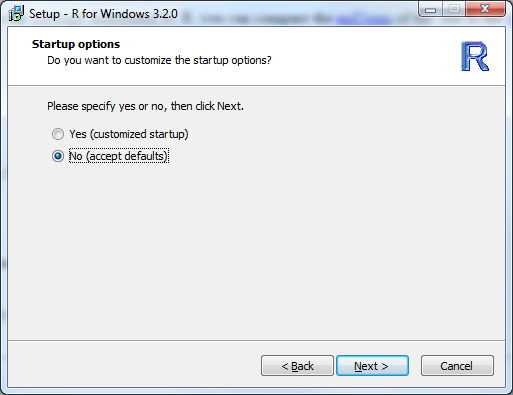 Setup - R for Windows 3.2.0
Startup options
Do you want to customize the startup options?
R
Please specify yes or no, then click Next.
Yes (customized startup)
No (accept defaults)
< Back
Next >
Cancel